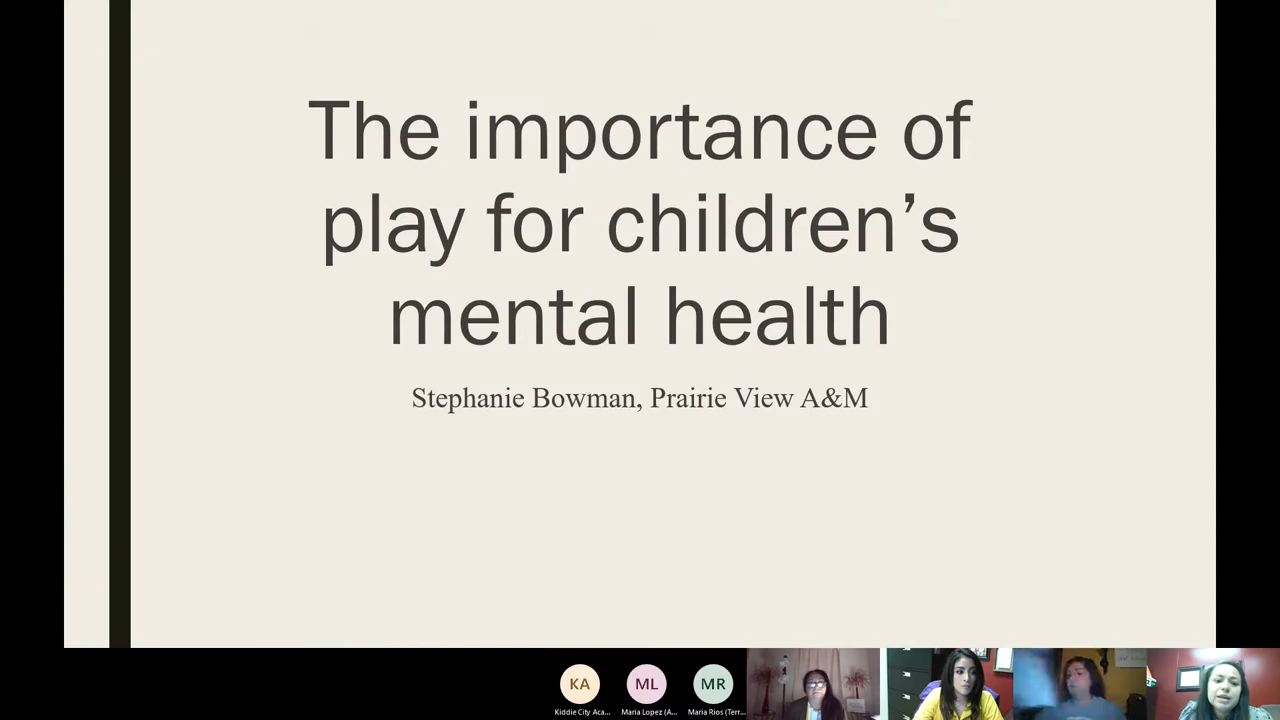 The importance of
play for children’s
mental health
Stephanie Bowman, Prairie View A&M
KA
ML
MR
Kiddie City Aca...
Maria Lopez (A...
Maria Rios (Terr...